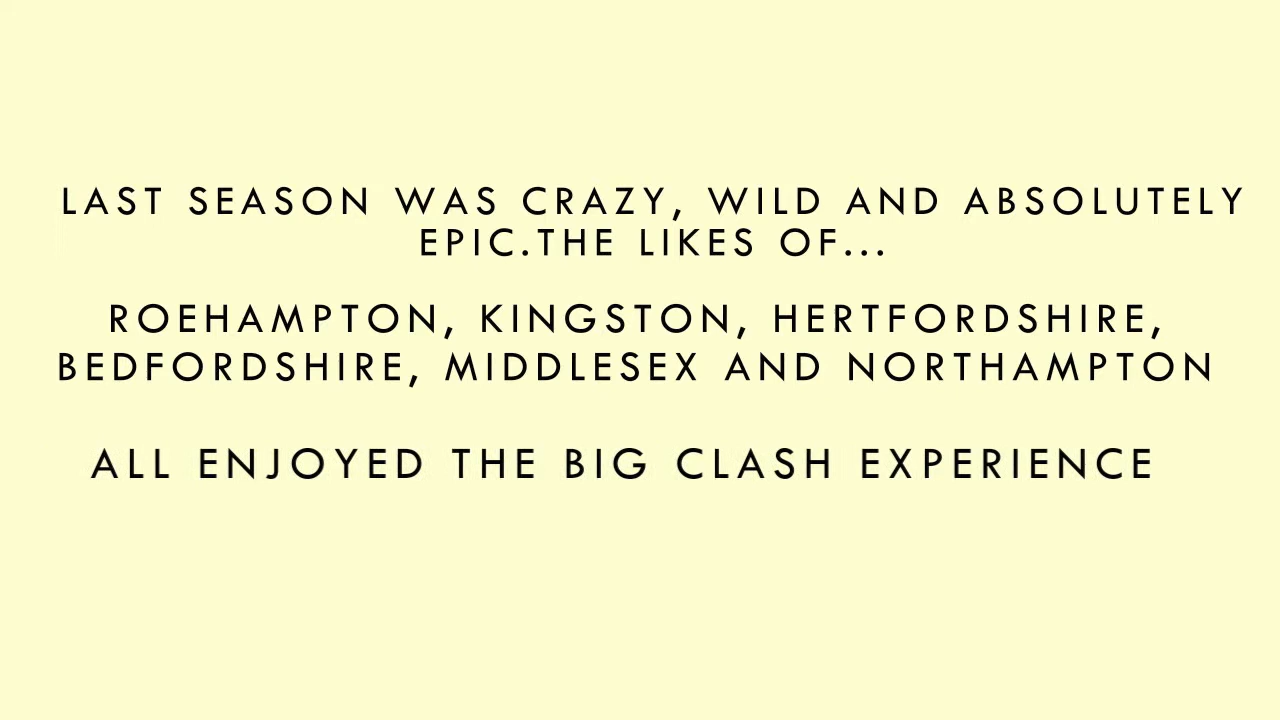 LAST SEASON WAS CRAZY, WILD AND ABSOLUTELY
EPIC.THE LIKES OF...
ROEHAMPTON, KINGSTON, HERTFORDSHIRE,
BEDFORDSHIRE, MIDDLESEX AND NORTHAMPTON
ALL ENJOYED THE BIG CLASH EXPERIENCE